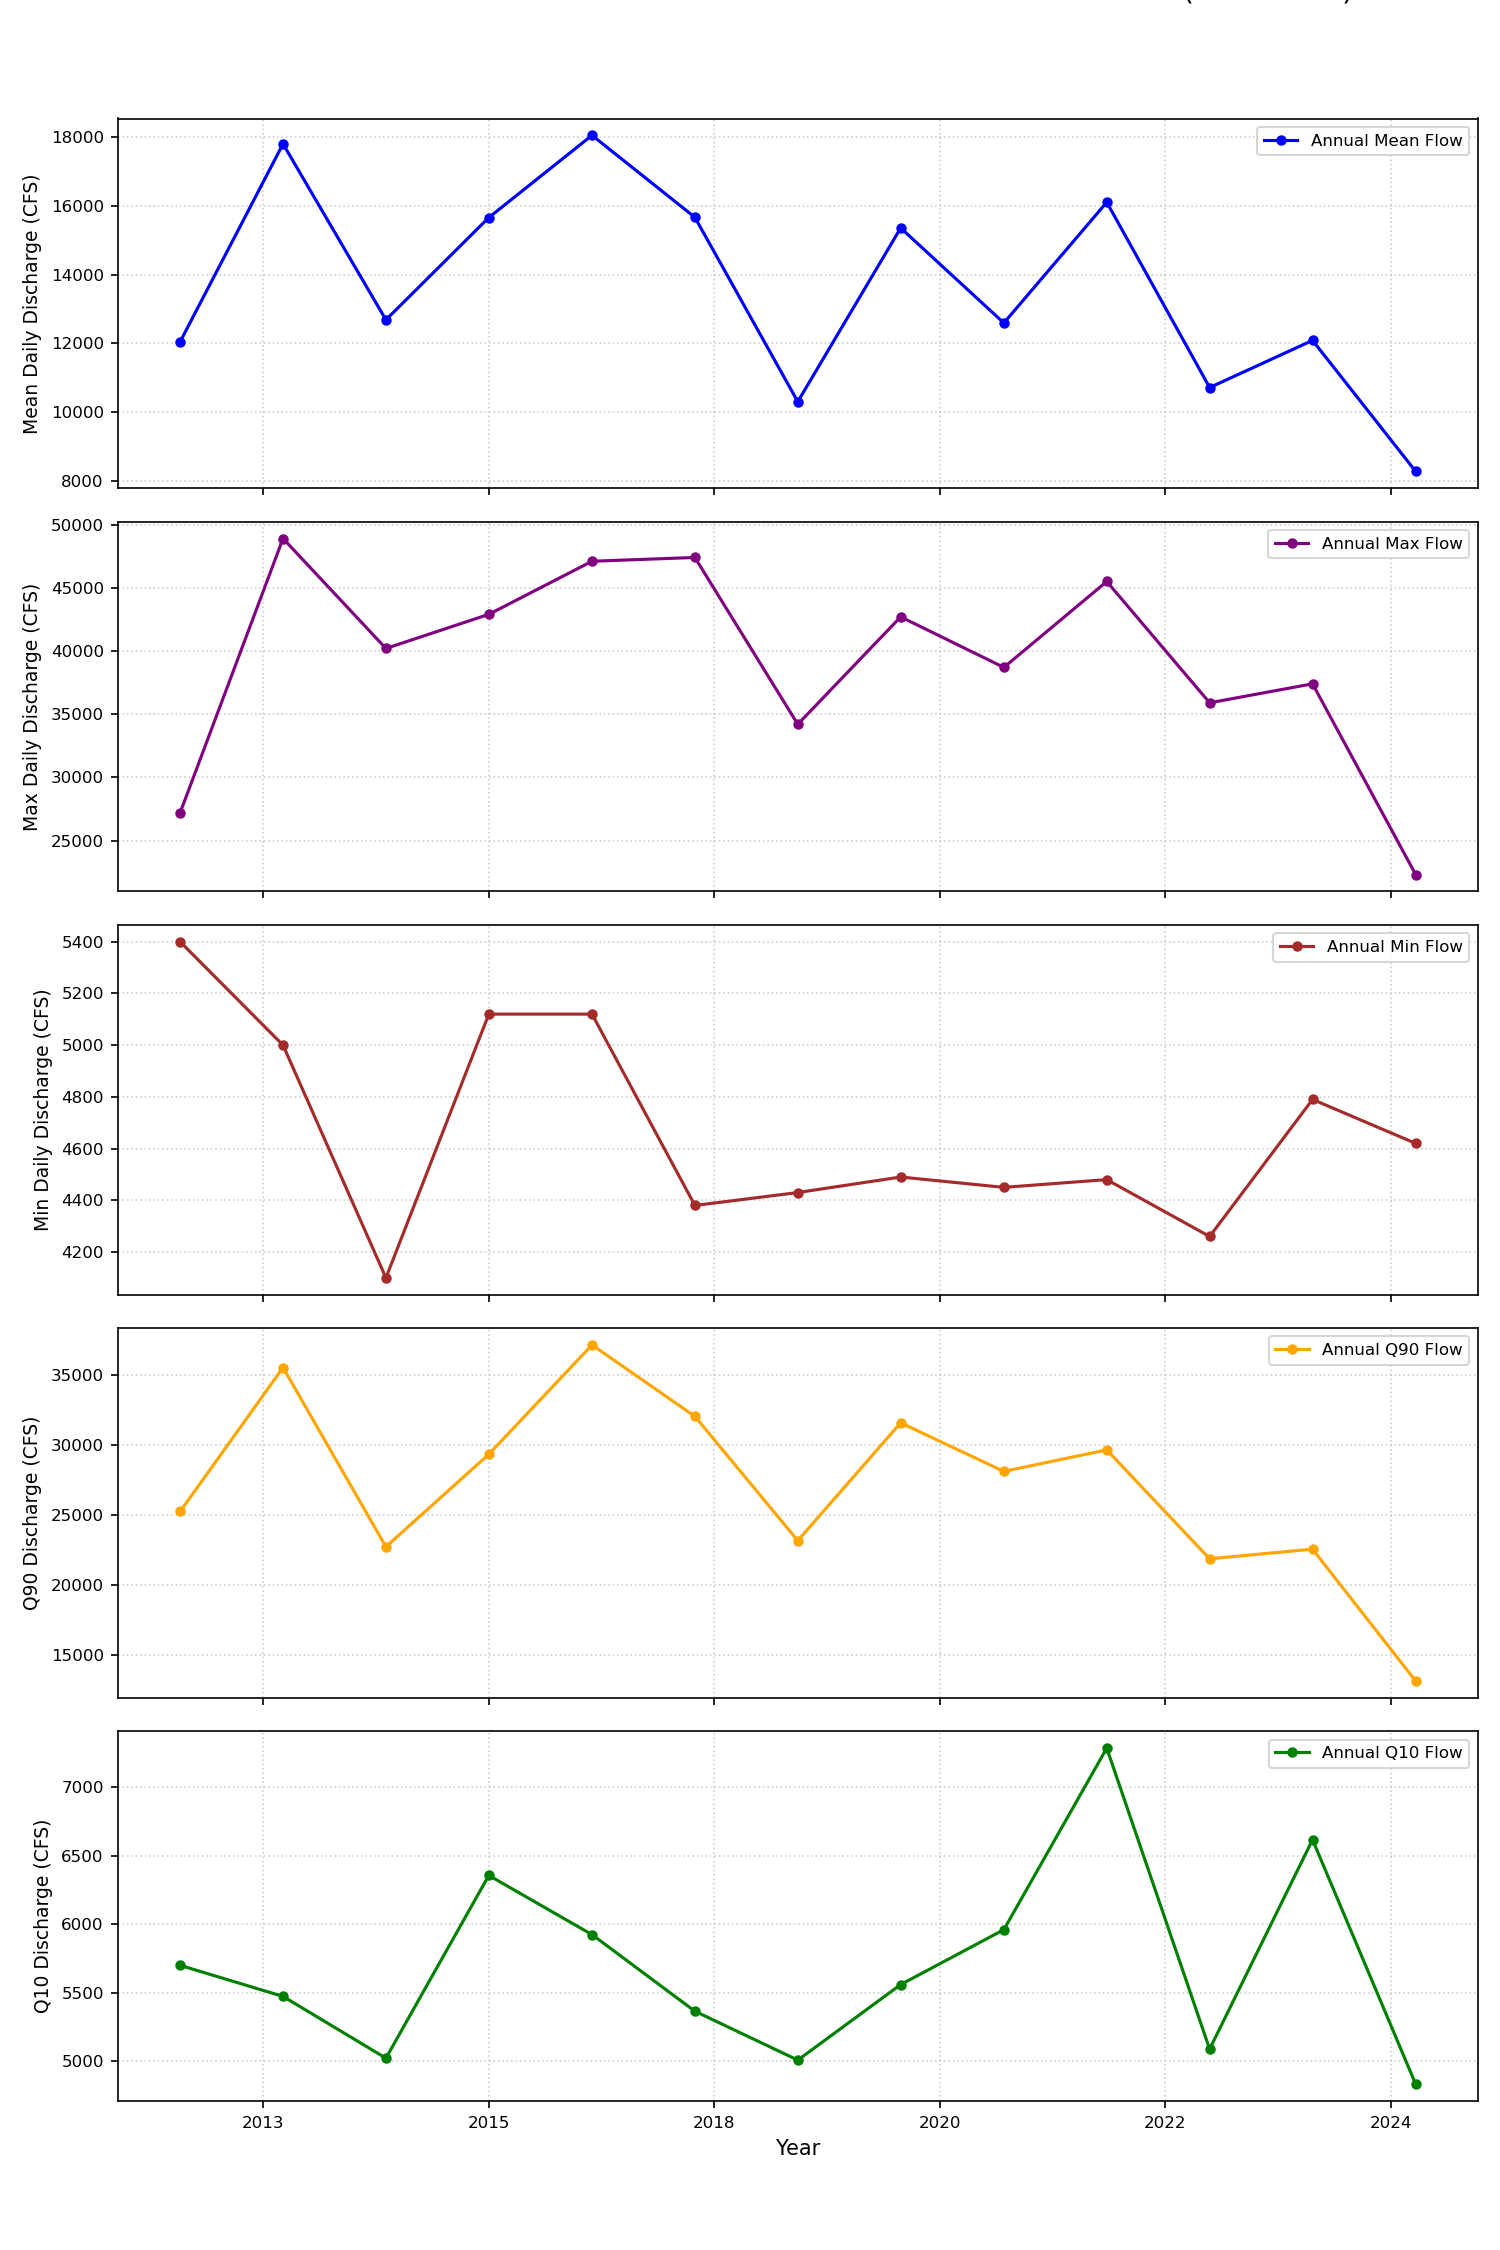 18000
16000
14000
12000
10000
8000
Mean Daily Discharge (CFS)
Annual Mean Flow
50000
45000
40000
35000
30000
25000
Max Daily Discharge (CFS)
Annual Max Flow
5400
5200
5000
4800
4600
4400
4200
Min Daily Discharge (CFS)
Annual Min Flow
35000
30000
25000
20000
15000
Q90 Discharge (CFS)
Annual Q90 Flow
7000
6500
6000
5500
5000
Q10 Discharge (CFS)
Annual Q10 Flow
2013 2015 2018 2020 2022 2024
Year